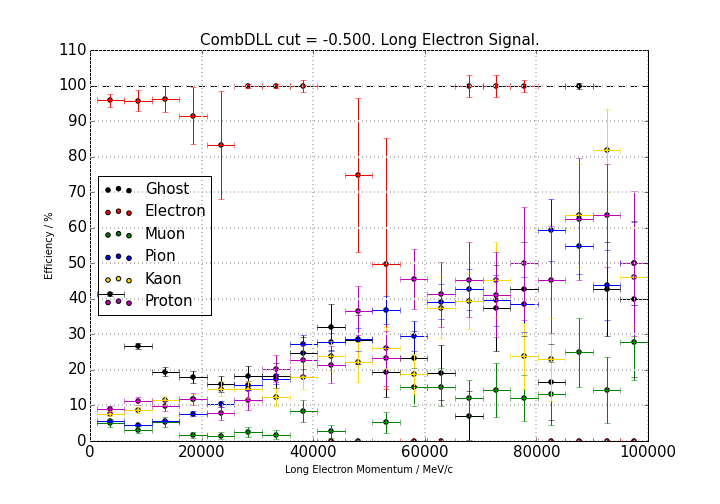 CombDLL cut = -0.500. Long Electron Signal.
110
100
90
80
70
60
50
40
30
20
10
0
Efficiency / %
Ghost
Electron
Muon
Pion
Kaon
Proton
0 20000 40000 60000 80000 100000
Long Electron Momentum / MeV/c